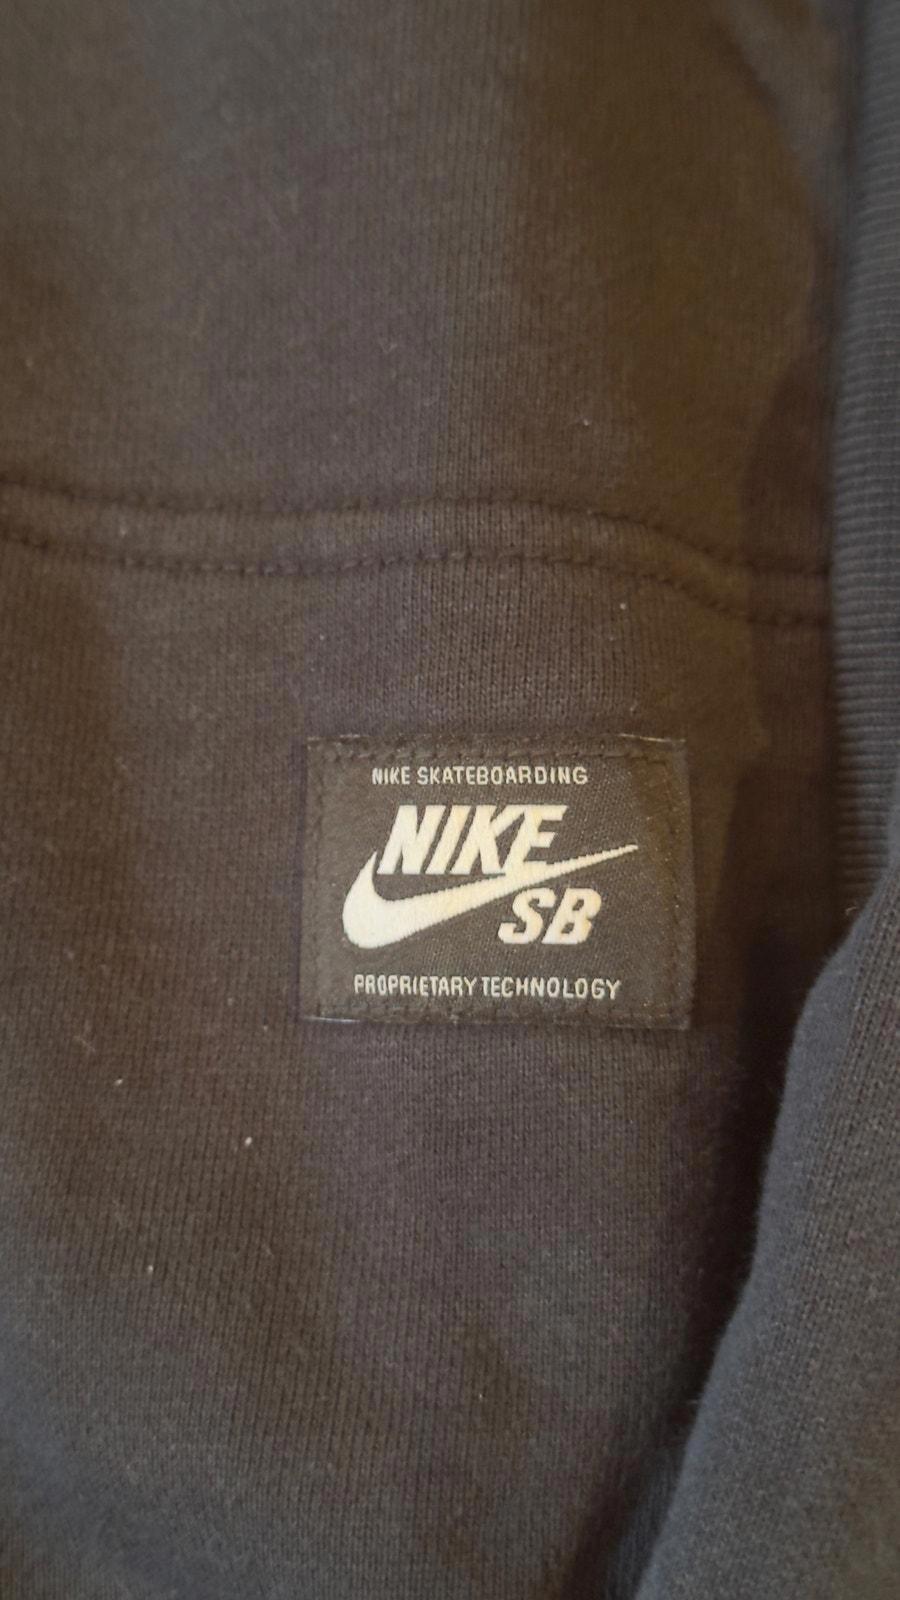 NIKE SKATEBOARDING
NIKE
SB
PROPRIETARY TECHNOLOGY